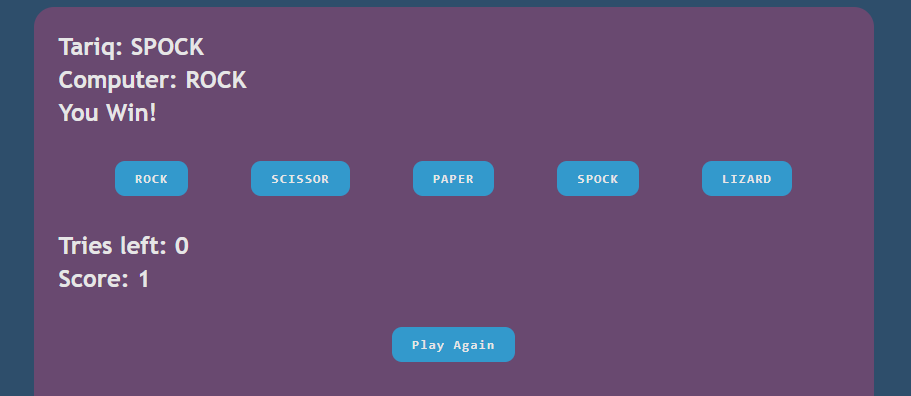 Tariq: SPOCK
Computer: ROCK
You Win!
ROCK SCISSOR PAPER SPOCK LIZARD
Tries left: 0
Score: 1
Play Again